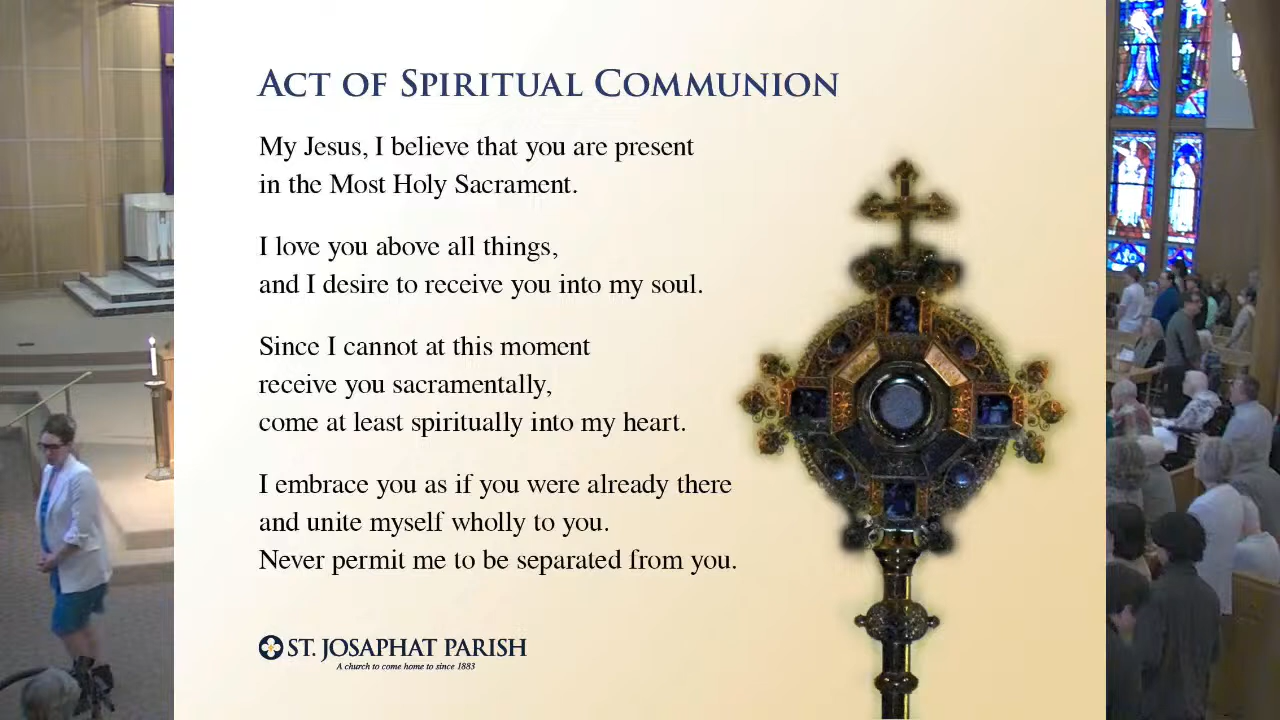 ACT OF SPIRITUAL COMMUNION
My Jesus, I believe that you are present
in the Most Holy Sacrament.
I love you above all things,
and I desire to receive you into my soul.
Since I cannot at this moment
receive you sacramentally,
come at least spiritually into my heart.
I embrace you as if you were already there
and unite myself wholly to you.
Never permit me to be separated from you.
ST. JOSAPHAT PARISH
A church to come home to since 1883